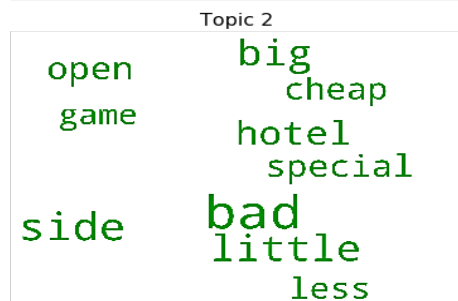 Topic 2
big
open
cheap
game
hotel
special
bad
side
little
less